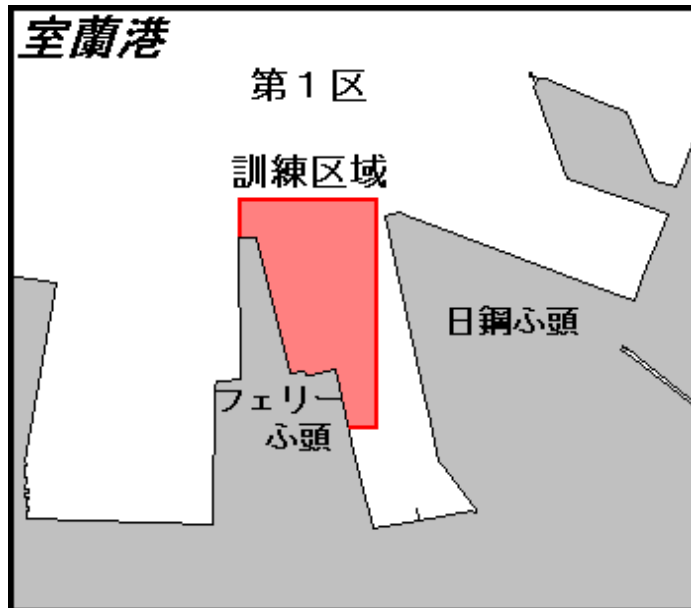 室蘭港
第１区
訓練区域
日鋼ふ頭
フェリー
ふ頭